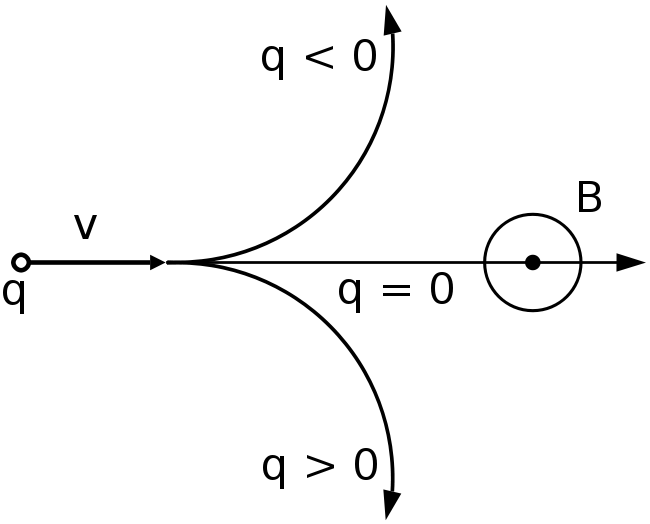 q < 0
B
v
q
q = 0
q > 0